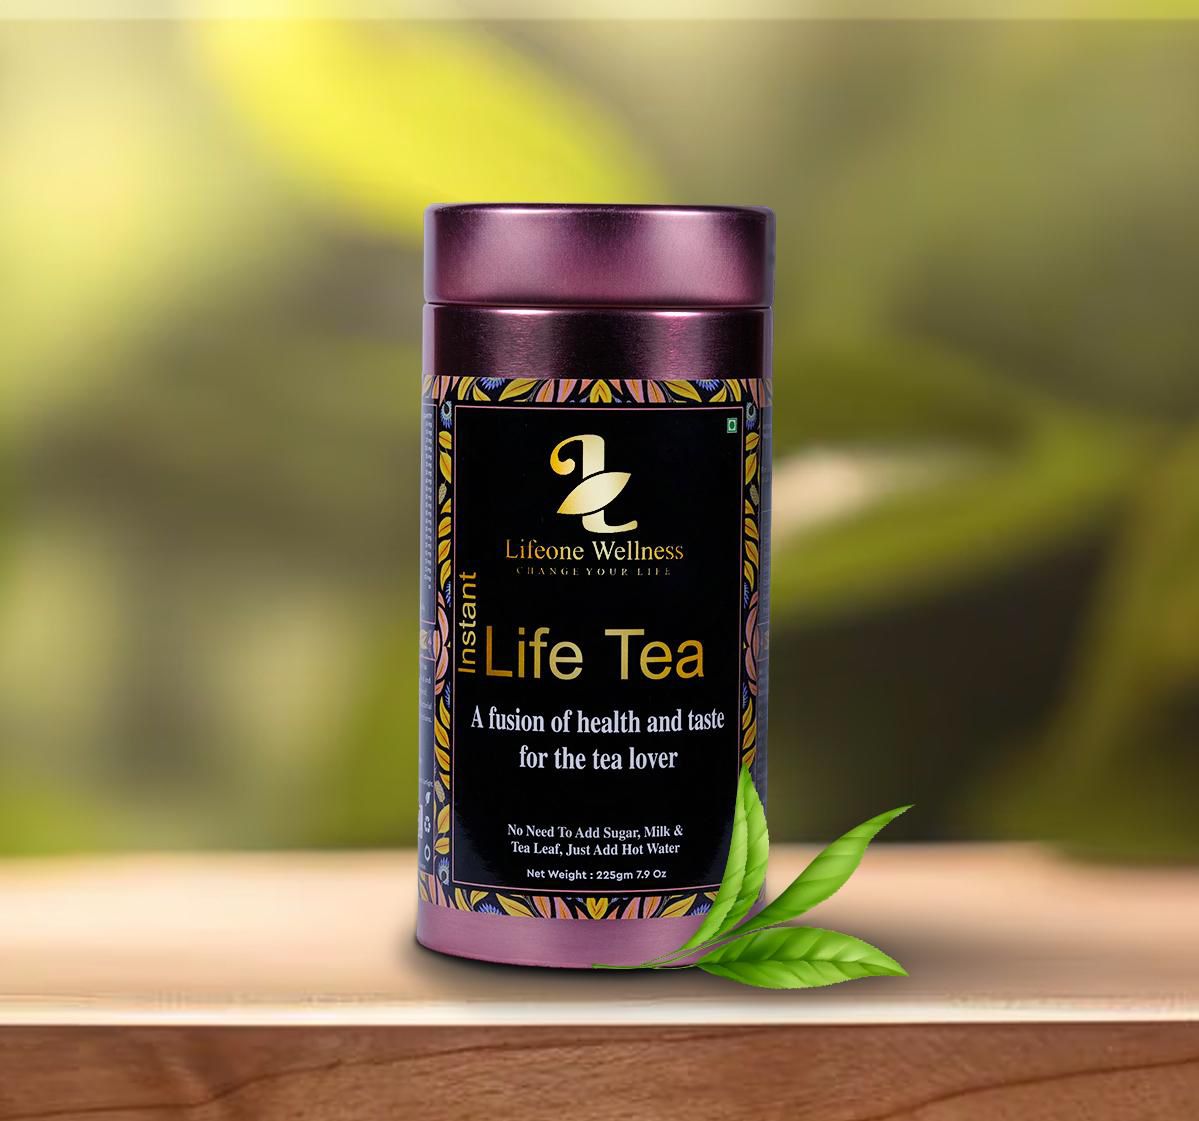 Lifeone Wellness
CHANGE YOUR LIFE
Instant
Life Tea
A fusion of health and taste
for the tea lover
No Need To Add Sugar, Milk &
Tea Leaf, Just Add Hot Water
Net Weight : 225gm 7.9 Oz